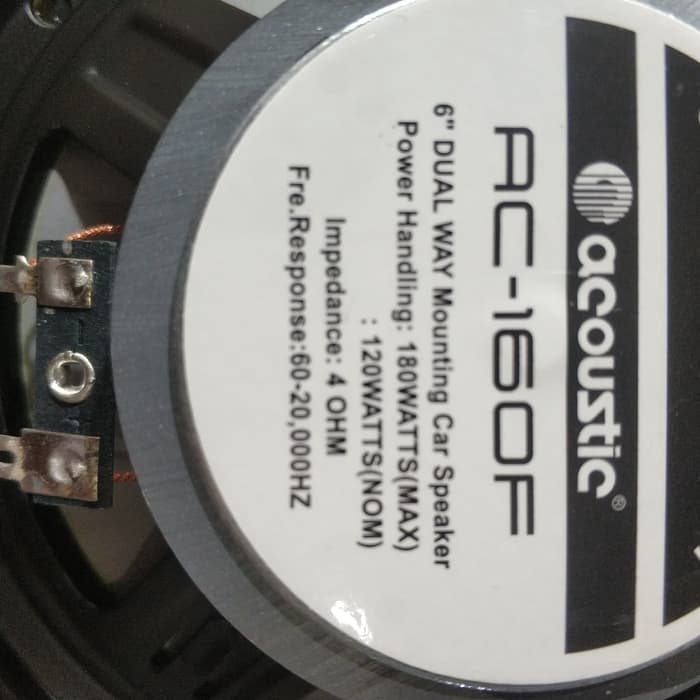 acoustic®
AC-160F
6" DUAL WAY Mounting Car Speaker
Power Handling: 180WATTS(MAX)
: 120WATTS(NOM)
Impedance: 4 OHM
Fre.Response:60-20,000HZ